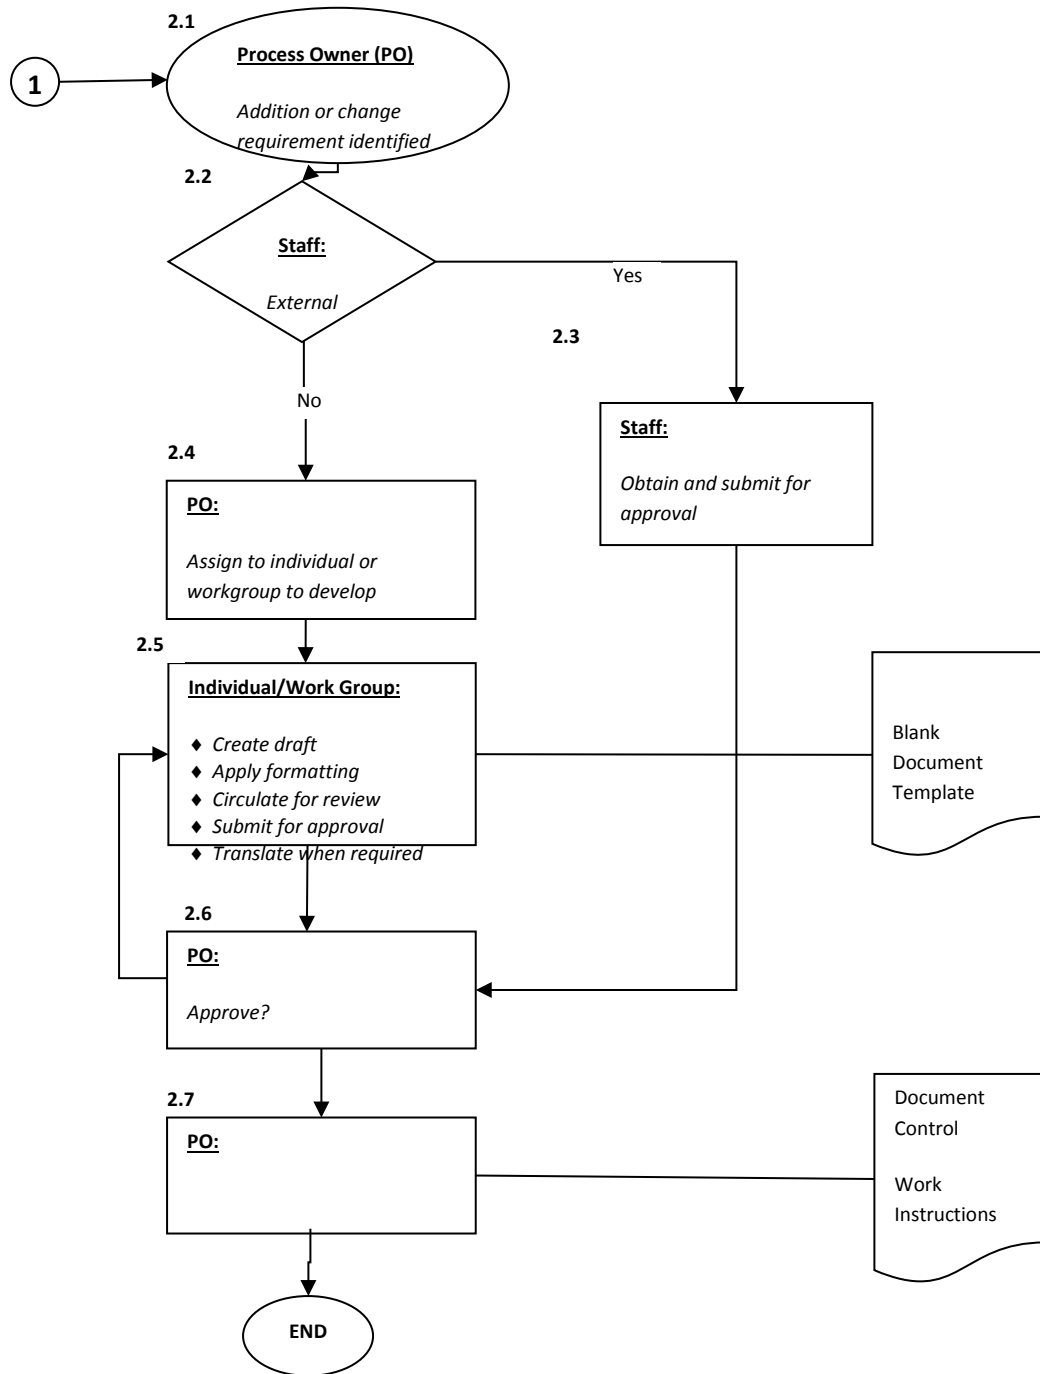 2.1
Process Owner (PO)
1
Addition or change
requirement identified
2.2
Staff:
External
Yes
2.3
No
Staff:
Obtain and submit for
approval
2.4
PO:
Assign to individual or
workgroup to develop
2.5
Individual/Work Group:
♦ Create draft
♦ Apply formatting
♦ Circulate for review
♦ Submit for approval
♦ Translate when required
Blank
Document
Template
2.6
PO:
Approve?
2.7
PO:
Document
Control
Work
Instructions
END